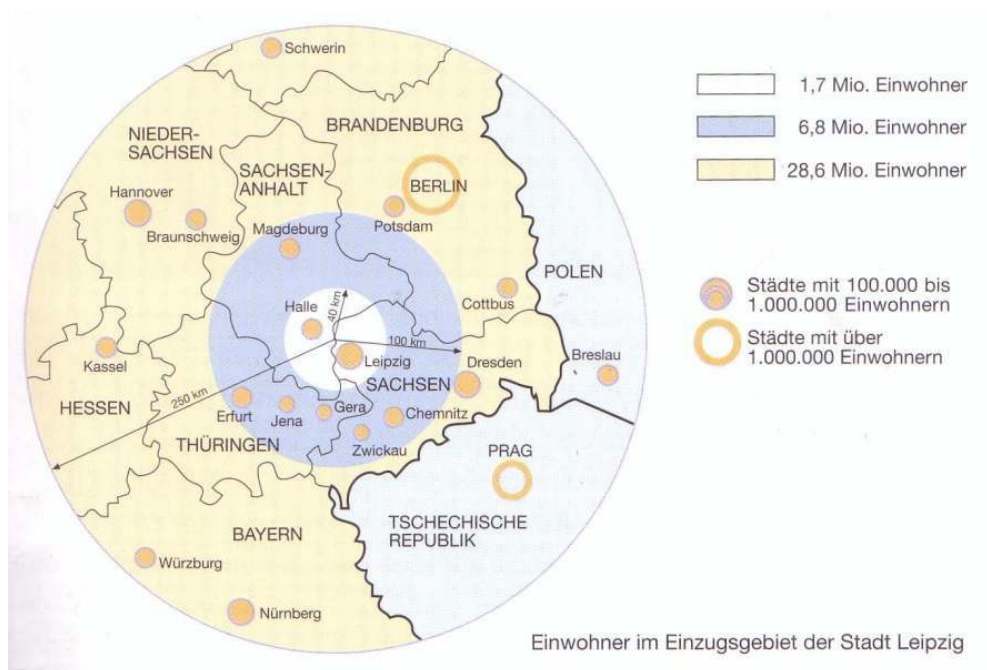 Schwerin
NIEDER-
SACHSEN
BRANDENBURG
SACHSEN-
ANHALT
BERLIN
Hannover
Braunschweig
Potsdam
Magdeburg
POLEN
Halle
40 km
Cottbus
100 km
Leipzig
Kassel
Dresden
Breslau
SACHSEN
250 km
HESSEN
Erfurt
Jena
Gera
Chemnitz
Zwickau
THÜRINGEN
PRAG
TSCHECHISCHE
REPUBLIK
BAYERN
Würzburg
Nürnberg
1,7 Mio. Einwohner
6,8 Mio. Einwohner
28,6 Mio. Einwohner
Städte mit 100.000 bis
1.000.000 Einwohnern
Städte mit über
1.000.000 Einwohnern
Einwohner im Einzugsgebiet der Stadt Leipzig